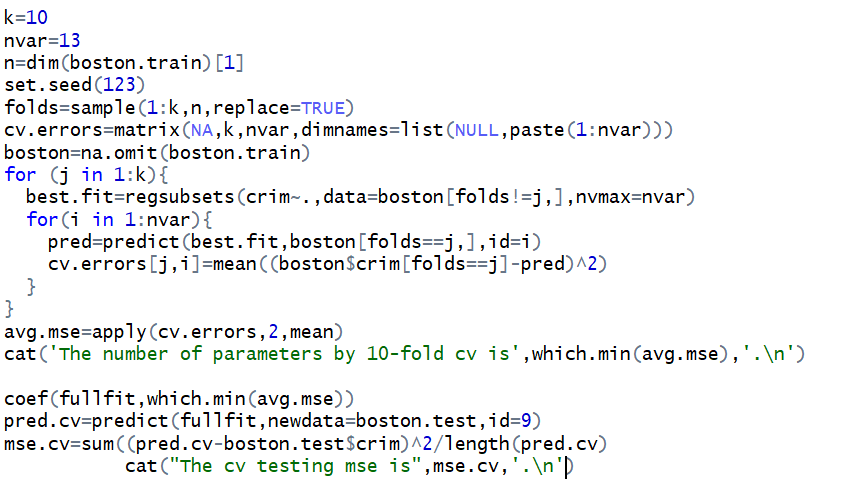 k=10
nvar=13
n=dim(boston.train)[1]
set.seed(123)
folds=sample(1:k,n,replace=TRUE)
cv.errors=matrix(NA,k,nvar,dimnames=list(NULL,paste(1:nvar)))
boston=na.omit(boston.train)
for (j in 1:k){
  best.fit=regsubsets(crim~.,data=boston[folds!=j,],nvmax=nvar)
  for(i in 1:nvar){
    pred=predict(best.fit,boston[folds==j,],id=i)
    cv.errors[j,i]=mean((boston$crim[folds==j]-pred)^2)
  }
}
avg.mse=apply(cv.errors,2,mean)
cat('The number of parameters by 10-fold cv is',which.min(avg.mse),'.\n')
coef(fullfit,which.min(avg.mse))
pred.cv=predict(fullfit,newdata=boston.test,id=9)
mse.cv=sum((pred.cv-boston.test$crim)^2/length(pred.cv)
           cat("The cv testing mse is",mse.cv,'.\n')